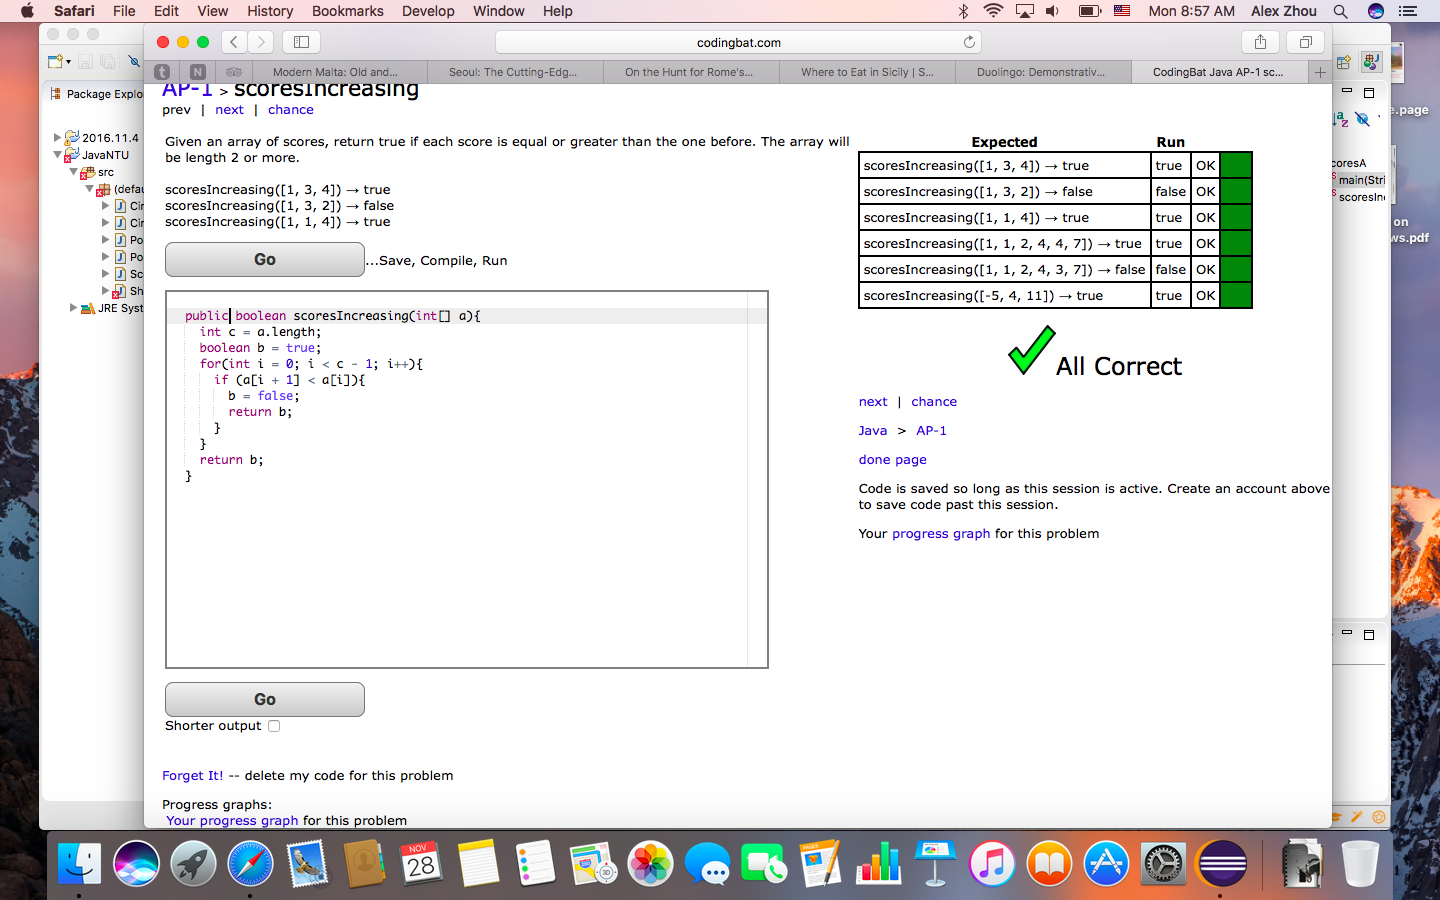 Safari File Edit View History Bookmarks Develop Window Help Mon 8:57 AM Alex Zhou
codingbat.com
Modern Malta: Old and... Seoul: The Cutting-Edg... On the Hunt for Rome's... Where to Eat in Sicily | S... Duolingo: Demonstrativ... CodingBat Java AP-1 sc...
Package Explo
2016.11.4
JavaNTU
src
(defau
Cir
Cir
Po
Po
Sc
Sh
JRE Syst
AP-1 > scoresIncreasing
prev | next | chance
Given an array of scores, return true if each score is equal or greater than the one before. The array will
be length 2 or more.
scoresIncreasing([1, 3, 4]) → true
scoresIncreasing([1, 3, 2]) → false
scoresIncreasing([1, 1, 4]) → true
Go ...Save, Compile, Run
public boolean scoresIncreasing(int[] a){
int c = a.length;
boolean b = true;
for(int i = 0; i < c - 1; i++){
if (a[i + 1] < a[i]){
b = false;
return b;
}
}
return b;
}
Go
Shorter output
Forget It! -- delete my code for this problem
Progress graphs:
Your progress graph for this problem
Expected Run
scoresIncreasing([1, 3, 4]) → true true OK
scoresIncreasing([1, 3, 2]) → false false OK
scoresIncreasing([1, 1, 4]) → true true OK
scoresIncreasing([1, 1, 2, 4, 4, 7]) → true true OK
scoresIncreasing([1, 1, 2, 4, 3, 7]) → false false OK
scoresIncreasing([-5, 4, 11]) → true true OK
All Correct
next | chance
Java > AP-1
done page
Code is saved so long as this session is active. Create an account above
to save code past this session.
Your progress graph for this problem
e.page
coresA
main(Stri
scoresInc
on
ws.pdf
NOV
28
3D